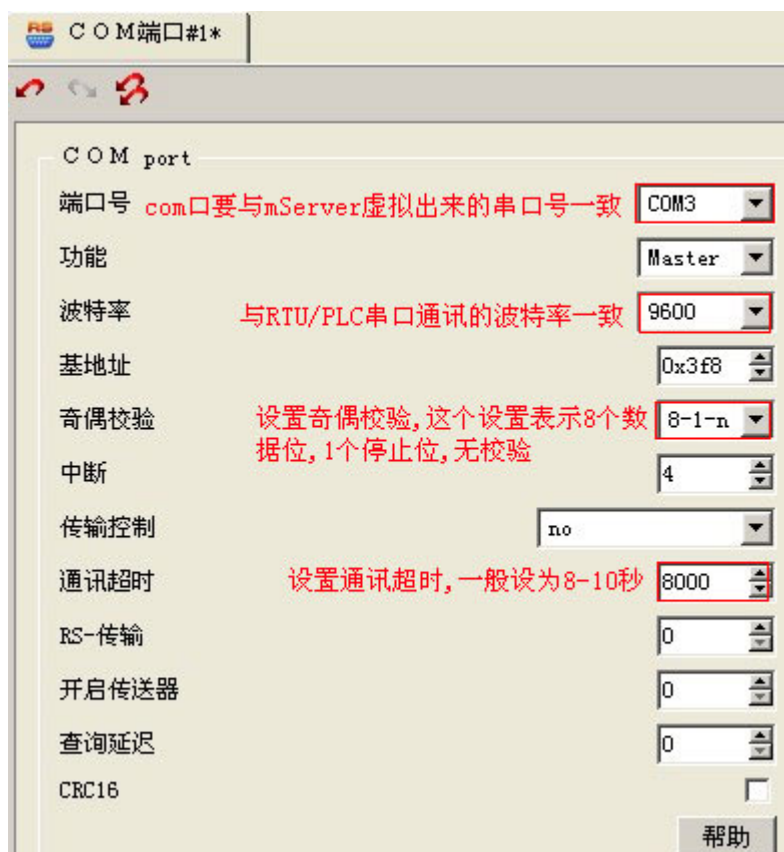 RS COM端口#1*
COM port
端口号 com口要与mServer虚拟出来的串口号一致 COM3
功能 Master
波特率 与RTU/PLC串口通讯的波特率一致 9600
基地址 0x3f8
奇偶校验 设置奇偶校验,这个设置表示8个数 8-1-n
据位,1个停止位,无校验
中断 4
传输控制 no
通讯超时 设置通讯超时,一般设为8-10秒 8000
RS-传输 0
开启传送器 0
查询延迟 0
CRC16
帮助